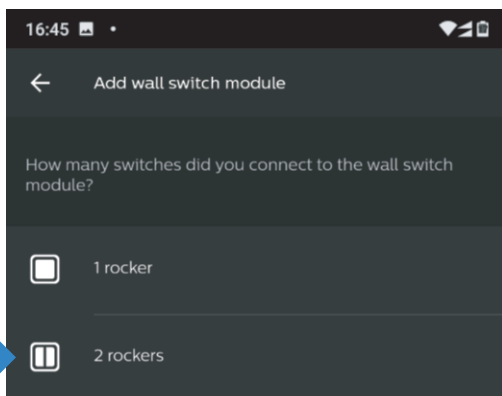 16:45
Add wall switch module
How many switches did you connect to the wall switch
module?
1 rocker
2 rockers